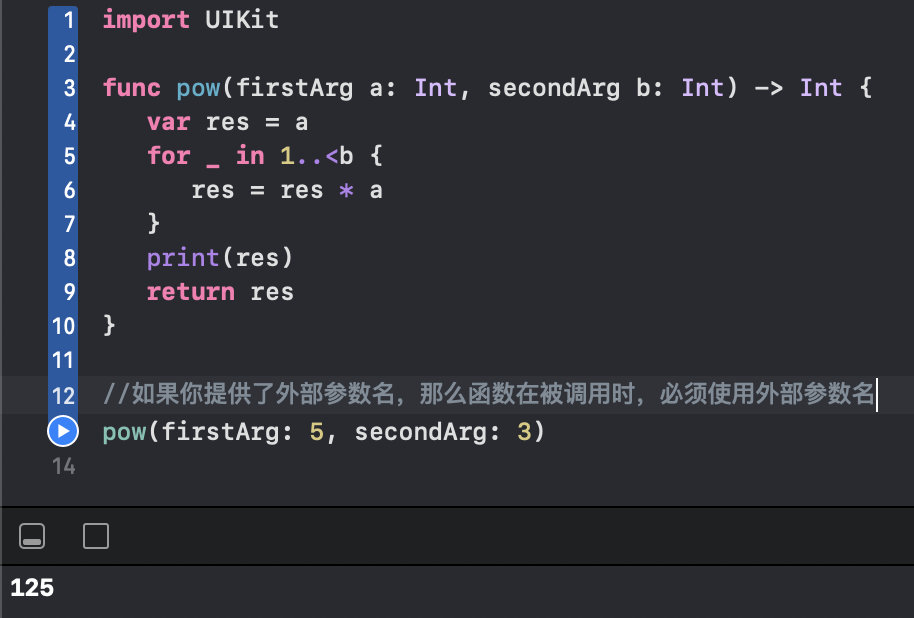 1 import UIKit
2
3 func pow(firstArg a: Int, secondArg b: Int) -> Int {
4 var res = a
5 for _ in 1..<b {
6 res = res * a
7 }
8 print(res)
9 return res
10 }
11
12 //如果你提供了外部参数名，那么函数在被调用时，必须使用外部参数名
pow(firstArg: 5, secondArg: 3)
14
125